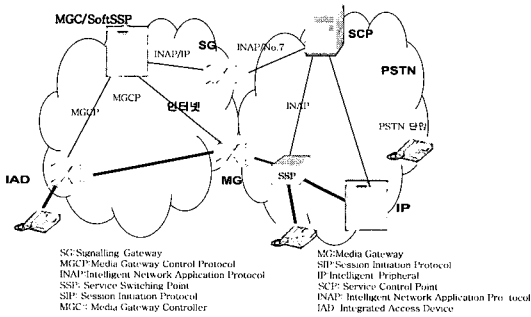 MGC/SoftSSP
SG
INAP/No.7
SCP
INAP/IP
PSTN
MGCP
MGCP
인터넷
INAP
PSTN 단말
IAD
MG
SSP
IP
SG:Signalling Gateway
MGCP:Media Gateway Control Protocol
INAP:Intelligent Network Application Protocol
SSP: Service Switching Point
SIP: Session Initiation Protocol
MGC: Media Gateway Controller
MG:Media Gateway
SIP:Session Initiation Protocol
IP Intelligent Pheripheral
SCP: Service Control Point
INAP: Intelligent Network Application Pro tocol
IAD Integrated Access Device